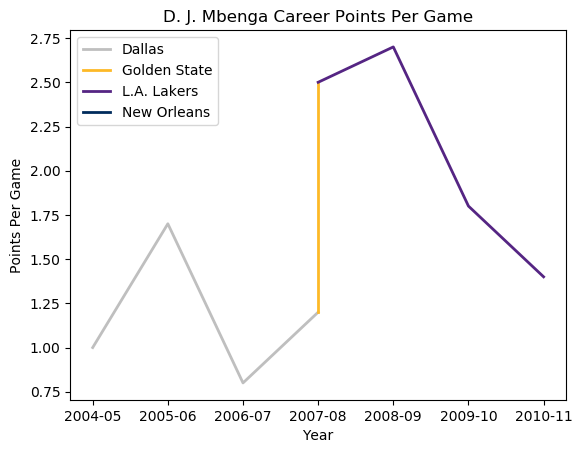 D. J. Mbenga Career Points Per Game
Dallas
Golden State
L.A. Lakers
New Orleans
Points Per Game
2.75
2.50
2.25
2.00
1.75
1.50
1.25
1.00
0.75
2004-05 2005-06 2006-07 2007-08 2008-09 2009-10 2010-11
Year